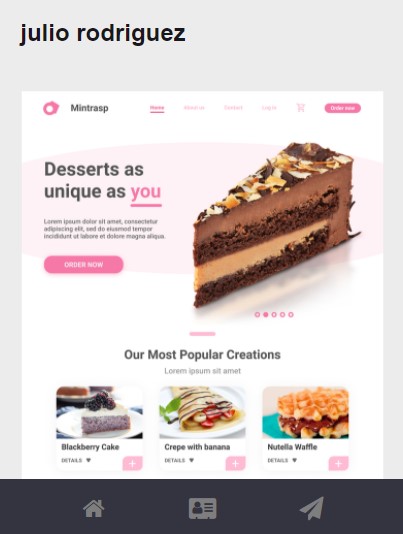 julio rodriguez
Mintrasp
Home About us Contact Log in Order now
Desserts as
unique as you
Lorem ipsum dolor sit amet, consectetur
adipiscing elit, sed do eiusmod tempor
incididunt ut labore et dolore magna aliqua.
ORDER NOW
Our Most Popular Creations
Lorem ipsum sit amet
Blackberry Cake Crepe with banana Nutella Waffle
DETAILS DETAILS DETAILS